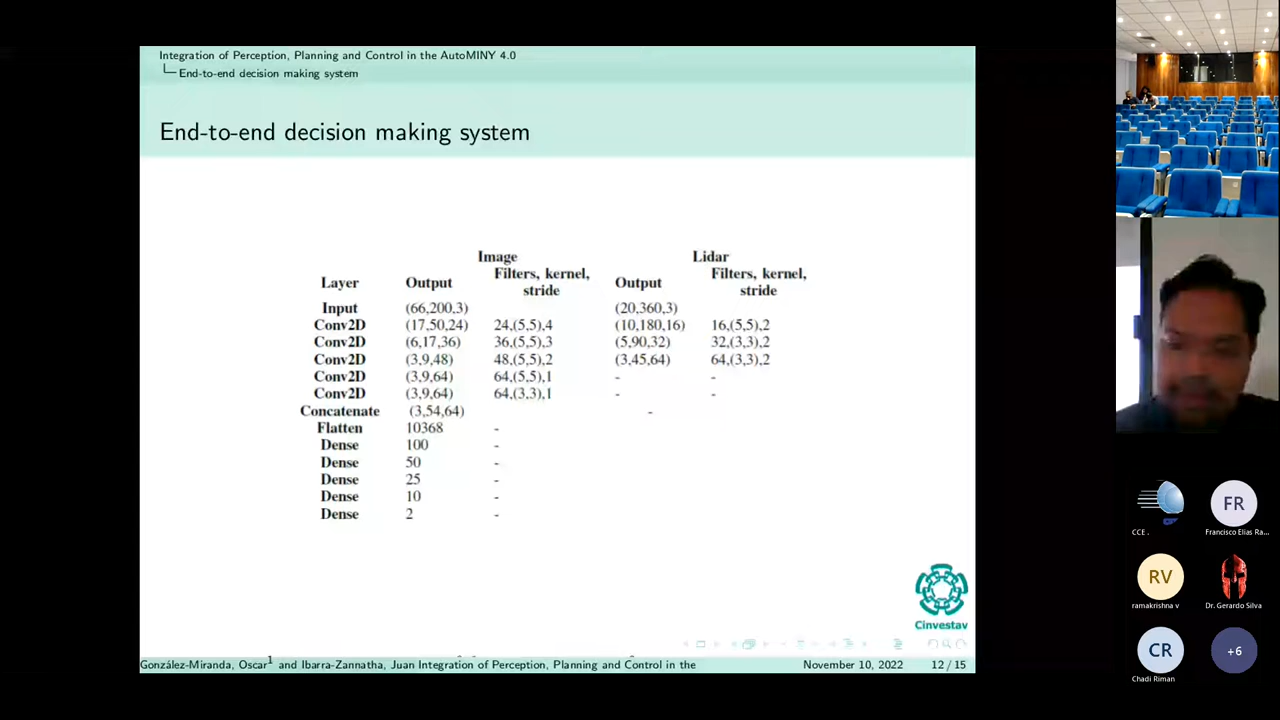 Integration of Perception, Planning and Control in the AutoMINY 4.0
End-to-end decision making system
End-to-end decision making system
Image Lidar
Layer Output Filters, kernel, stride Output Filters, kernel, stride
Input (66,200,3) (20,360,3)
Conv2D (17,50,24) 24,(5,5),4 (10,180,16) 16,(5,5),2
Conv2D (6,17,36) 36,(5,5),3 (5,90,32) 32,(3,3),2
Conv2D (3,9,48) 48,(5,5),2 (3,45,64) 64,(3,3),2
Conv2D (3,9,64) 64,(5,5),1 - -
Conv2D (3,9,64) 64,(3,3),1 - -
Concatenate (3,54,64) -
Flatten 10368 -
Dense 100 -
Dense 50 -
Dense 25 -
Dense 10 -
Dense 2 -
Cinvestav
González-Miranda, Oscar1 and Ibarra-Zannatha, Juan Integration of Perception, Planning and Control in the November 10, 2022 12 / 15
CCE .
FR
Francisco Elias Ra...
RV
ramakrishna v
Dr. Gerardo Silva
CR
Chadi Riman
+6